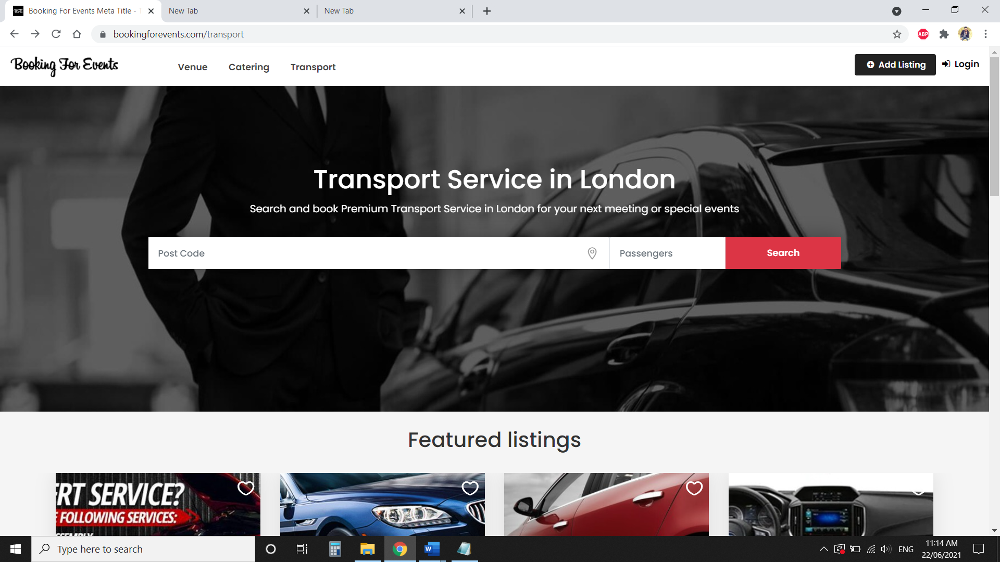 Booking For Events Meta Title - T
New Tab
New Tab
bookingforevents.com/transport
ABP
Booking For Events
Venue
Catering
Transport
Add Listing
Login
Transport Service in London
Search and book Premium Transport Service in London for your next meeting or special events
Post Code
Passengers
Search
Featured listings
RT SERVICE?
FOLLOWING SERVICES:
Type here to search
ENG
11:14 AM
22/06/2021